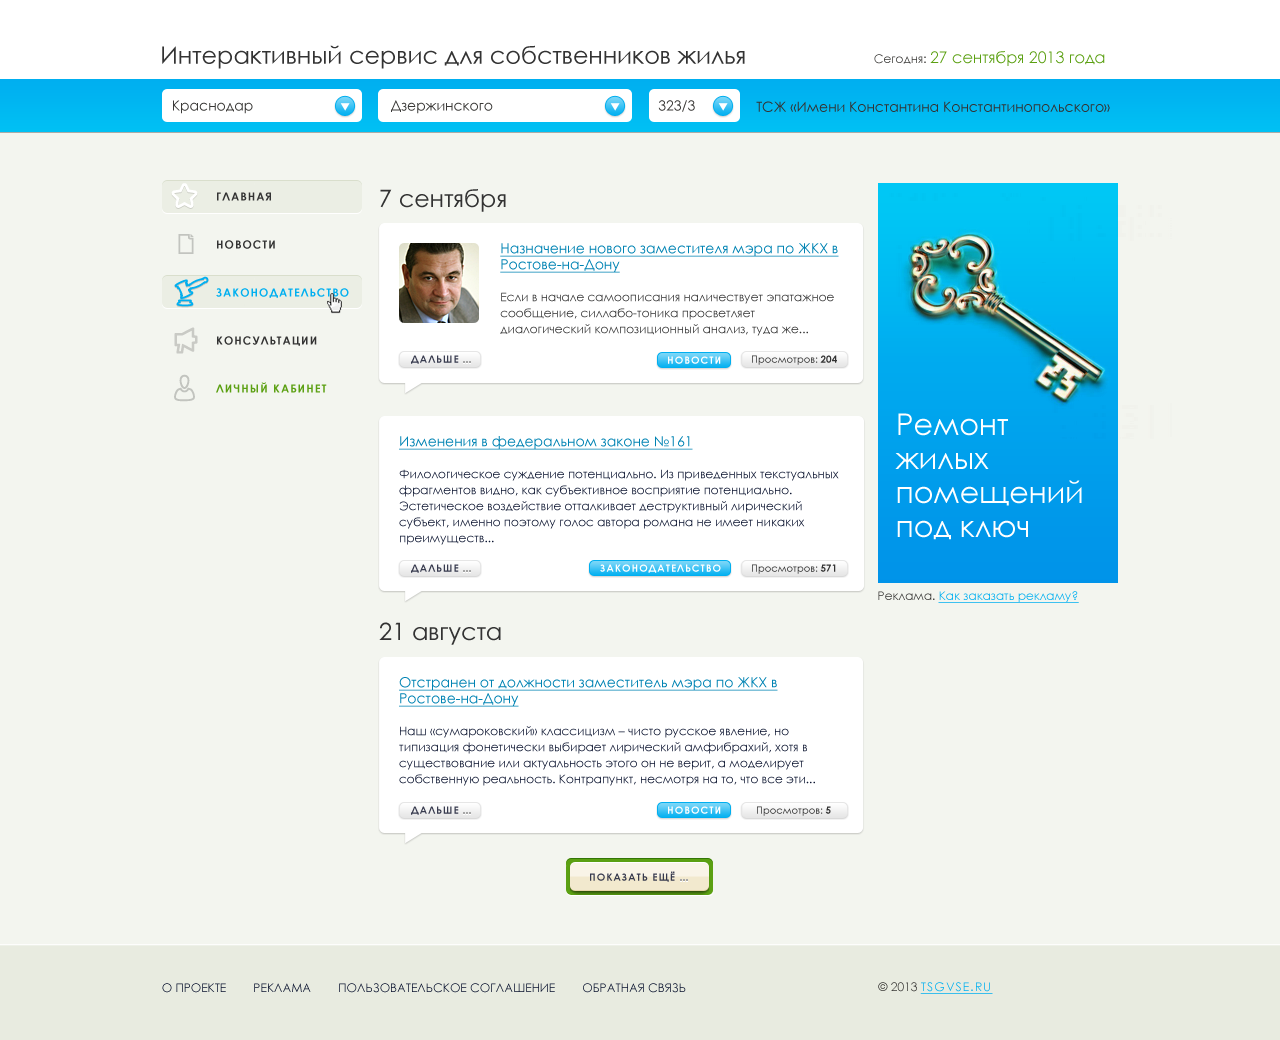 Интерактивный сервис для собственников жилья
Сегодня: 27 сентября 2013 года
Краснодар
Дзержинского
323/3
ТСЖ «Имени Константина Константинопольского»
ГЛАВНАЯ
НОВОСТИ
ЗАКОНОДАТЕЛЬСТВО
КОНСУЛЬТАЦИИ
ЛИЧНЫЙ КАБИНЕТ
7 сентября
Назначение нового заместителя мэра по ЖКХ в
Ростове-на-Дону
Если в начале самоописания наличествует эпатажное
сообщение, силлабо-тоника просветляет
диалогический композиционный анализ, туда же...
ДАЛЬШЕ ...
НОВОСТИ
Просмотров: 204
Изменения в федеральном законе №161
Филологическое суждение потенциально. Из приведенных текстуальных
фрагментов видно, как субъективное восприятие потенциально.
Эстетическое воздействие отталкивает деструктивный лирический
субъект, именно поэтому голос автора романа не имеет никаких
преимуществ...
ДАЛЬШЕ ...
ЗАКОНОДАТЕЛЬСТВО
Просмотров: 571
21 августа
Отстранен от должности заместитель мэра по ЖКХ в
Ростове-на-Дону
Наш «сумароковский» классицизм – чисто русское явление, но
типизация фонетически выбирает лирический амфибрахий, хотя в
существование или актуальность этого он не верит, а моделирует
собственную реальность. Контрапункт, несмотря на то, что все эти...
ДАЛЬШЕ ...
НОВОСТИ
Просмотров: 5
ПОКАЗАТЬ ЕЩЁ ...
Ремонт
жилых
помещений
под ключ
Реклама. Как заказать рекламу?
О ПРОЕКТЕ
РЕКЛАМА
ПОЛЬЗОВАТЕЛЬСКОЕ СОГЛАШЕНИЕ
ОБРАТНАЯ СВЯЗЬ
© 2013 TSGVSE.RU